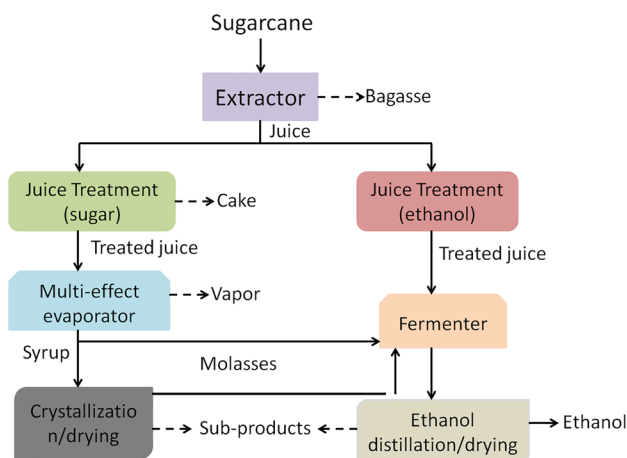 Sugarcane
Extractor
Bagasse
Juice
Juice Treatment
(sugar)
Cake
Juice Treatment
(ethanol)
Treated juice
Treated juice
Multi-effect
evaporator
Vapor
Fermenter
Syrup
Molasses
Crystallizatio
n/drying
Sub-products
Ethanol
distillation/drying
Ethanol